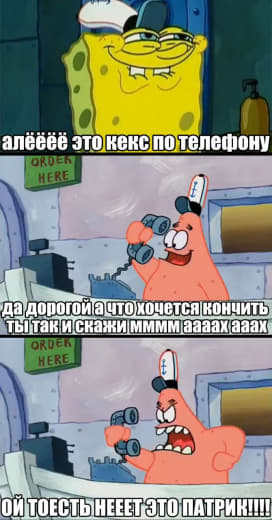 алёёёё это кекс по телефону
ORDER
HERE
да дорогой а что хочется кончить
ты так и скажи мммм аааах ааах
ORDER
HERE
ОЙ ТОЕСТЬ НЕЕЕТ ЭТО ПАТРИК!!!!